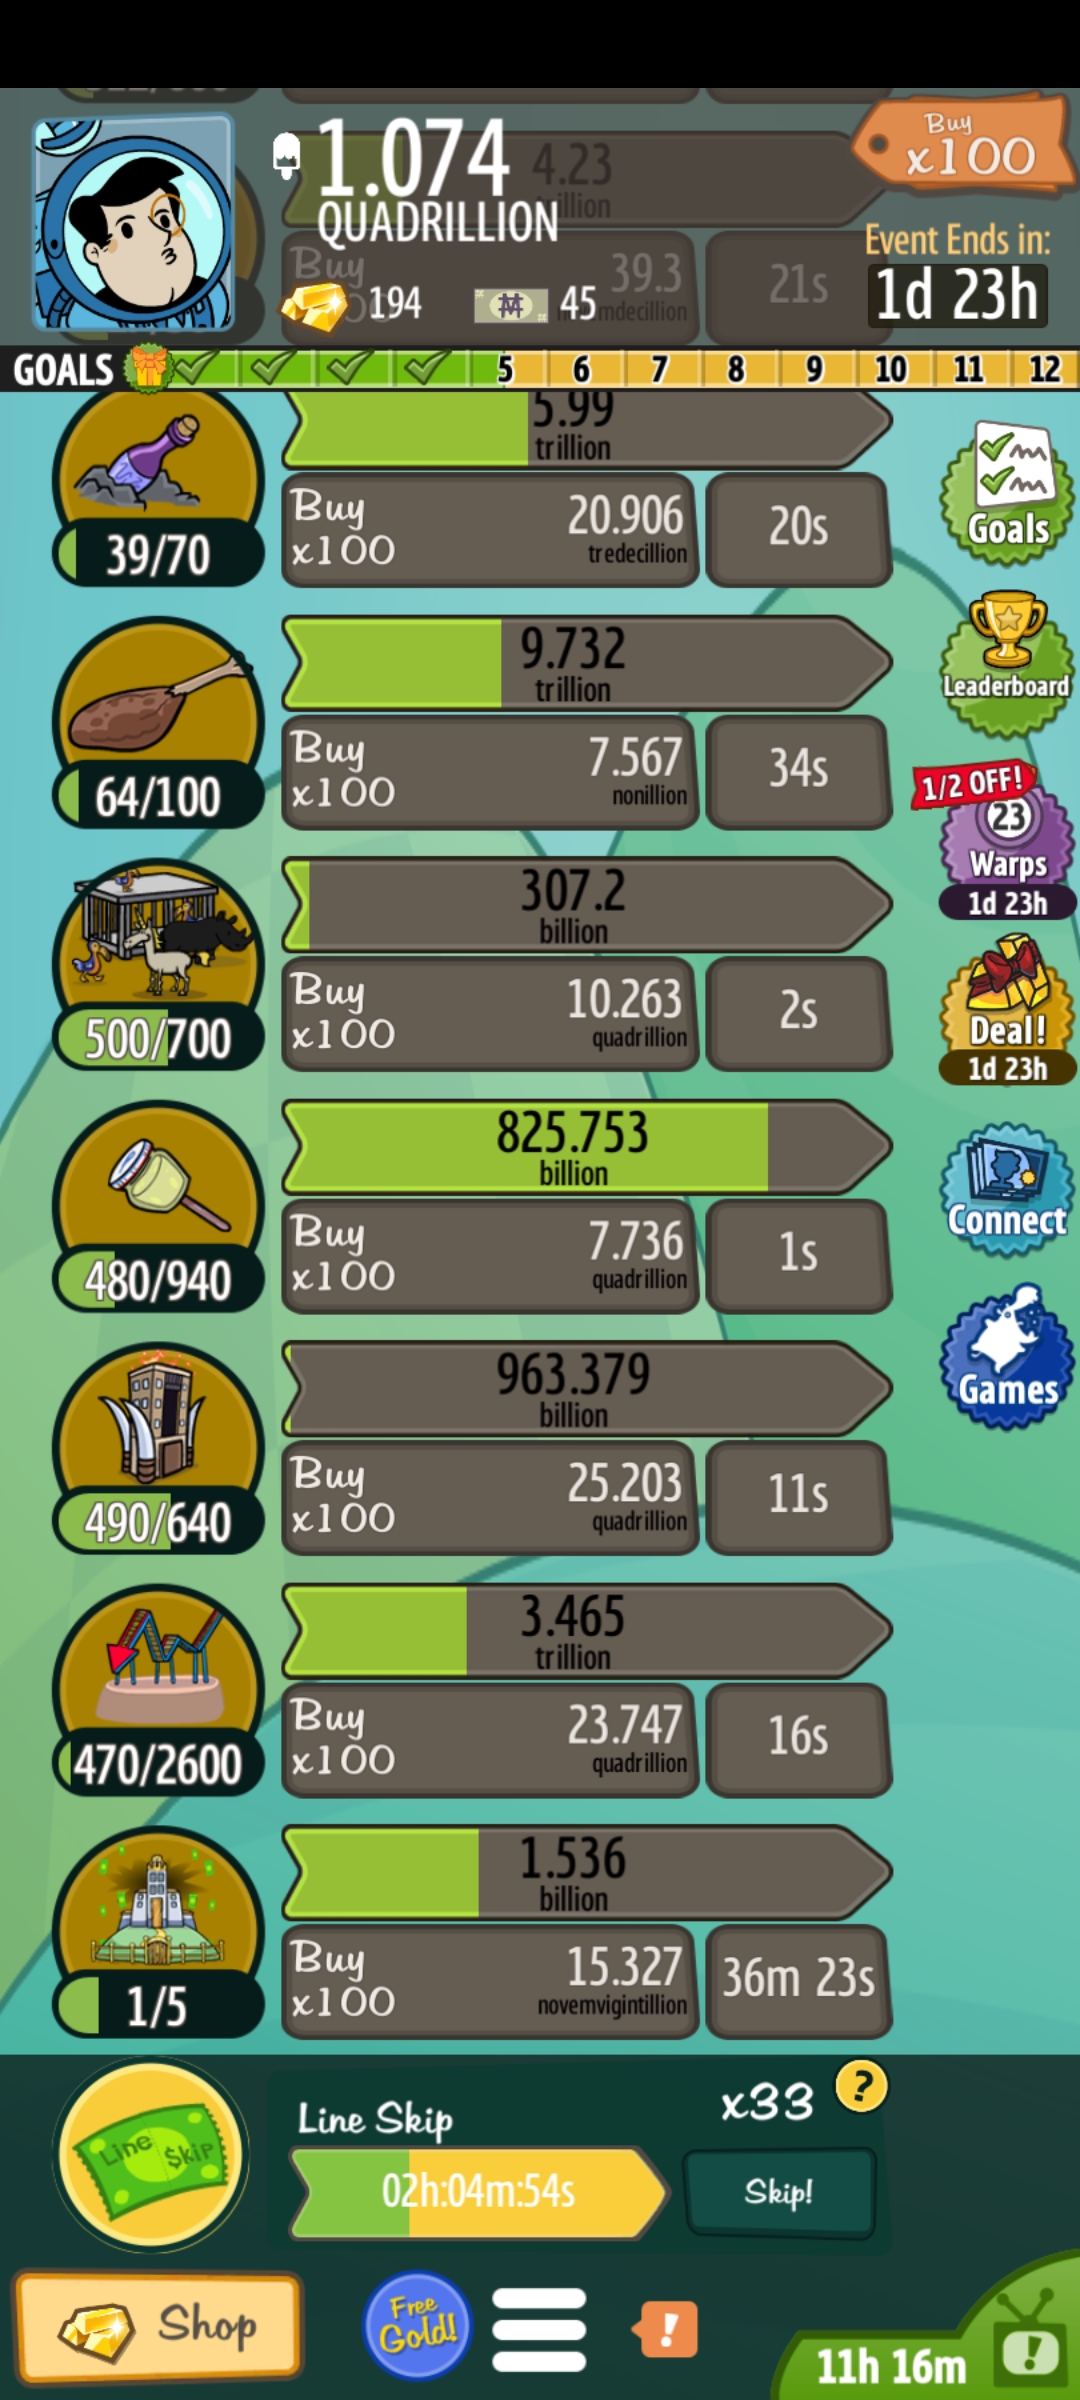 1.074
QUADRILLION
4.23
trillion
Buy
x100
Buy
39.3
21s
194
45
Event Ends in:
1d 23h
GOALS
5 6 7 8 9 10 11 12
5.99
trillion
39/70
Buy
x100
20.906
tredecillion
20s
Goals
9.732
trillion
64/100
Buy
x100
7.567
nonillion
34s
Leaderboard
1/2 OFF!
23
Warps
1d 23h
307.2
billion
500/700
Buy
x100
10.263
quadrillion
2s
Deal!
1d 23h
825.753
billion
480/940
Buy
x100
7.736
quadrillion
1s
Connect
963.379
billion
490/640
Buy
x100
25.203
quadrillion
11s
Games
3.465
trillion
470/2600
Buy
x100
23.747
quadrillion
16s
1.536
billion
1/5
Buy
x100
15.327
novemvigintillion
36m 23s
Line $kip
Line Skip
x33
?
02h:04m:54s
Skip!
Shop
Free
Gold!
!
11h 16m
!